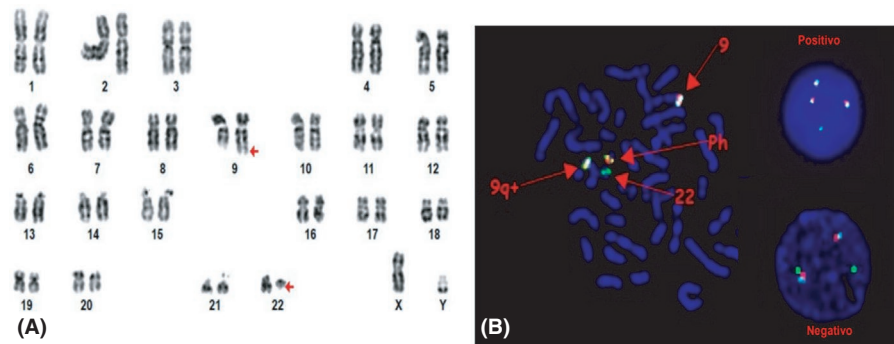 1 2 3 4 5
6 7 8 9 10 11 12
13 14 15 16 17 18
19 20 21 22 X Y
(A)
9
Ph
9q+
22
Positivo
Negativo
(B)